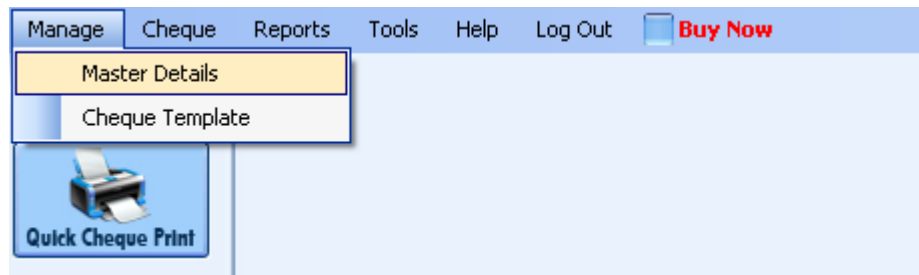 Manage Cheque Reports Tools Help Log Out Buy Now
Master Details
Cheque Template
Quick Cheque Print